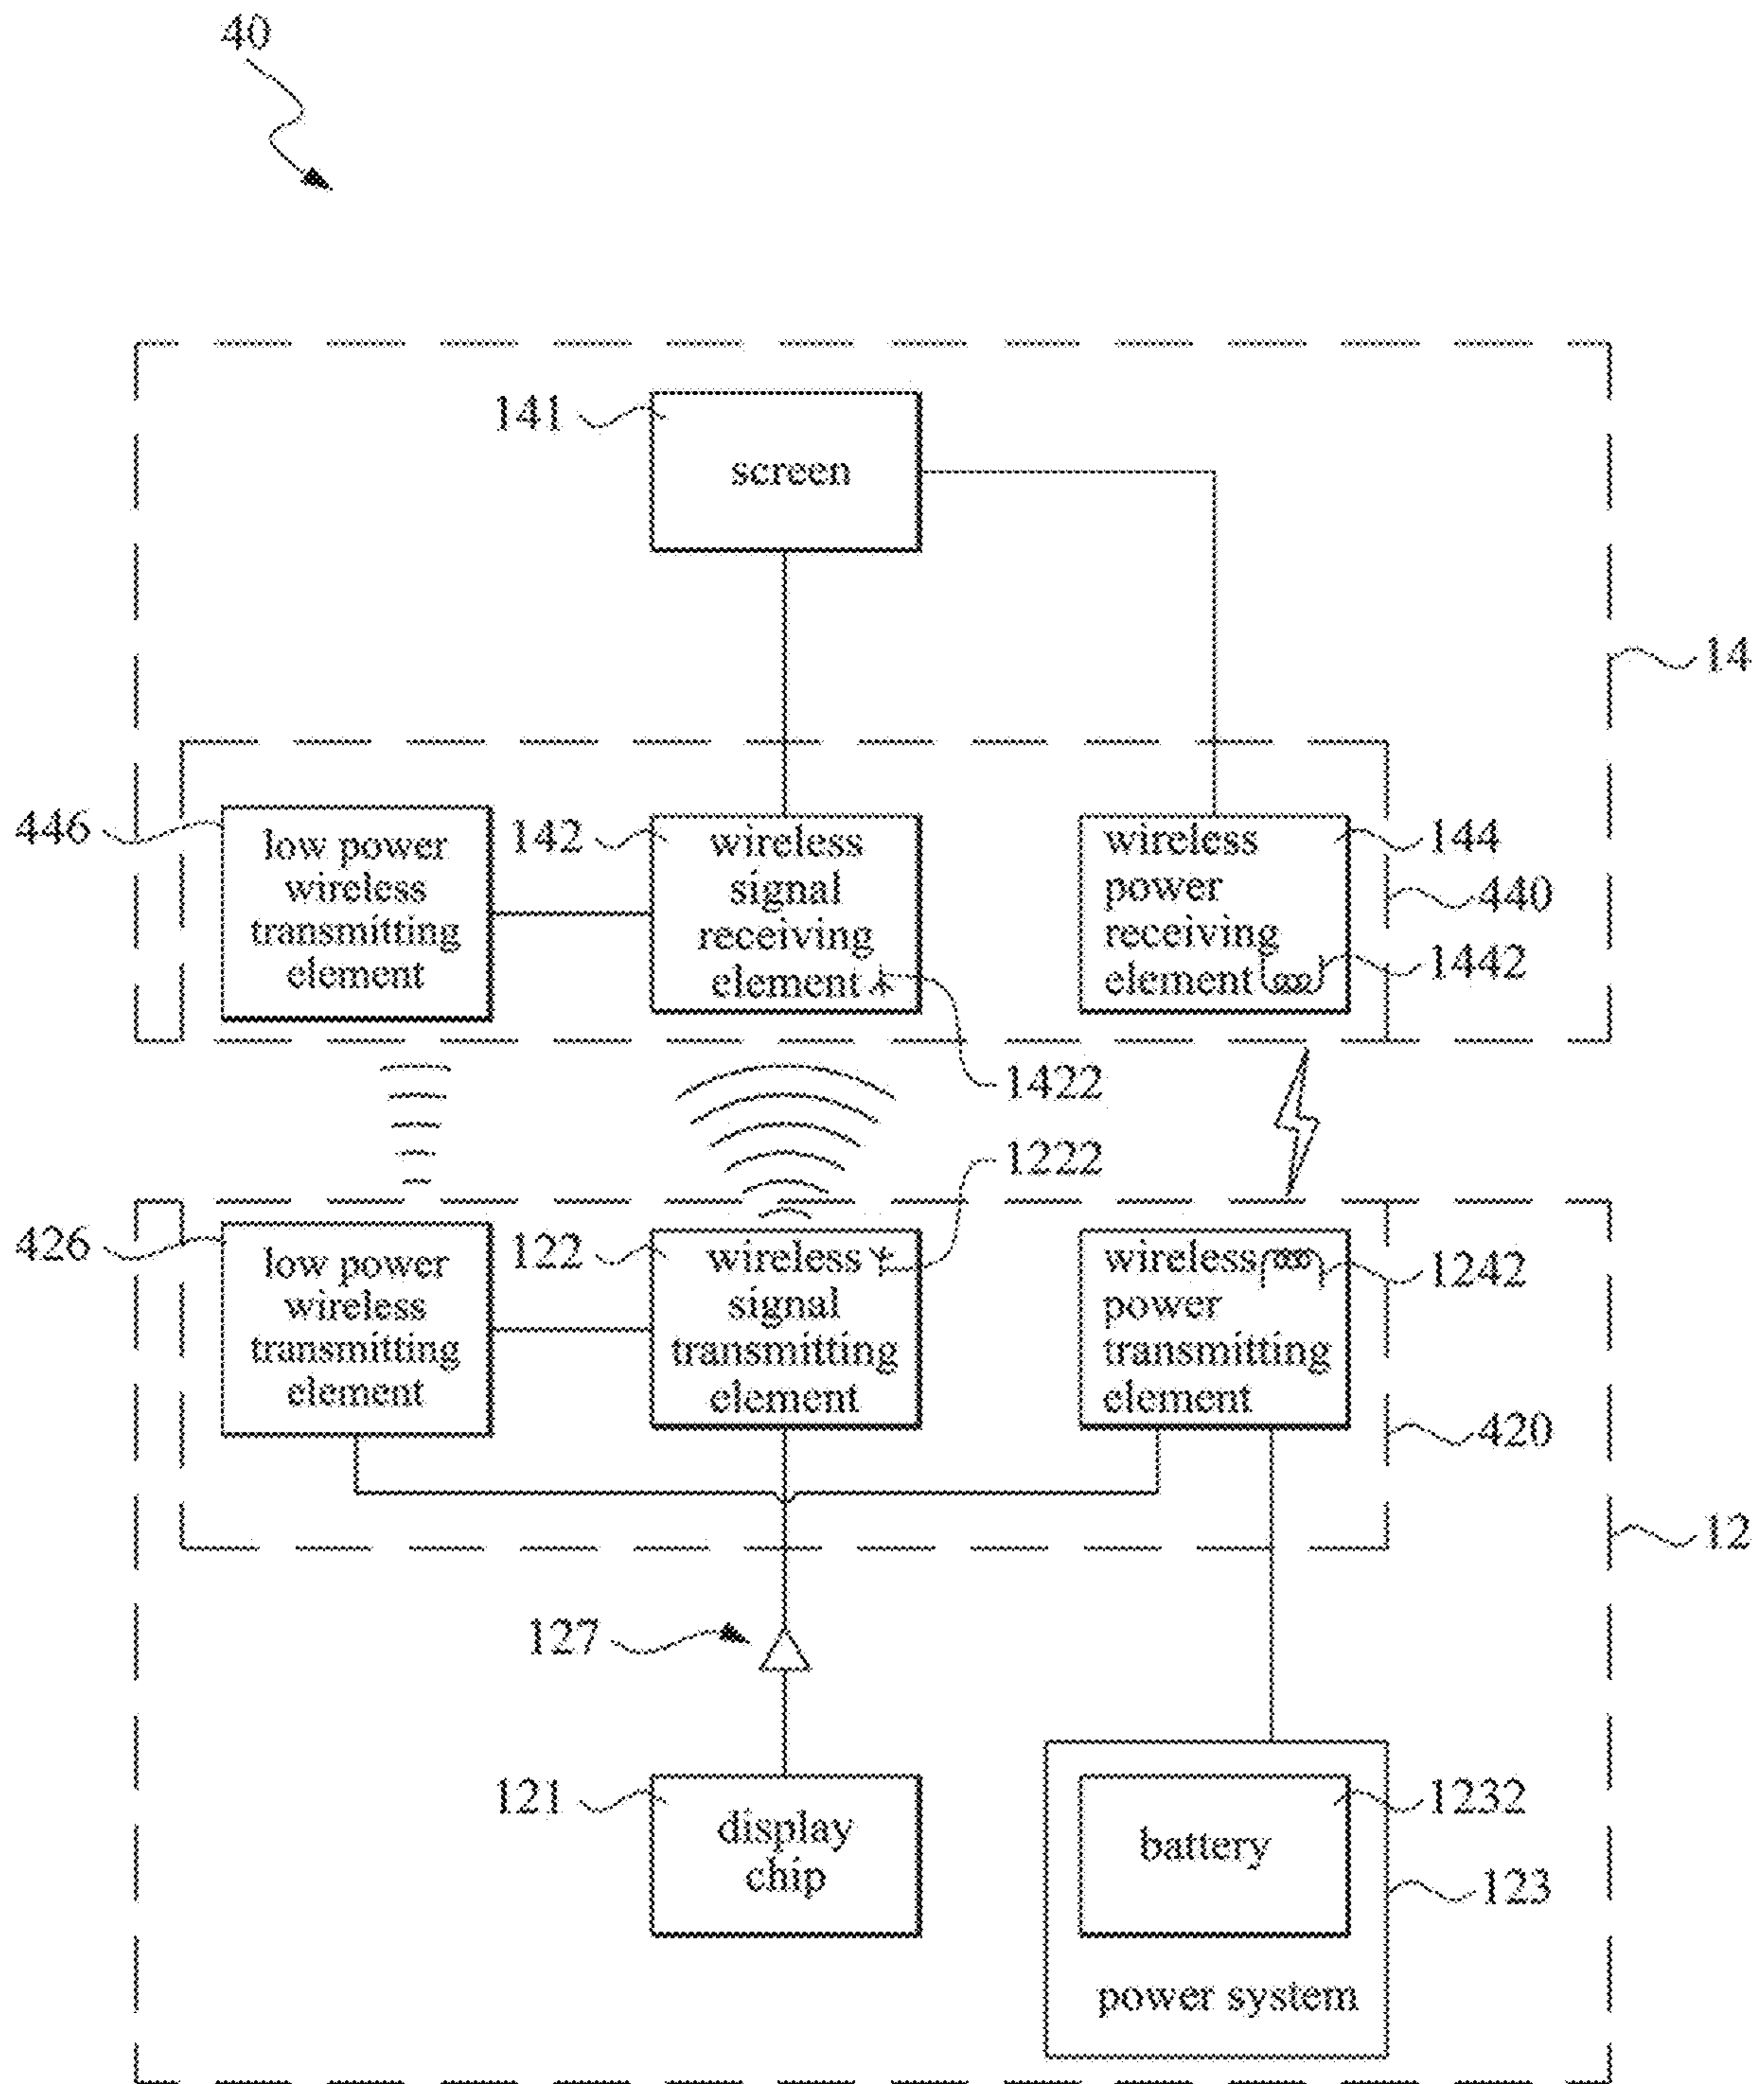 40
141
screen
14
446
low power
wireless
transmitting
element
142
wireless
signal
receiving
element
wireless
power
receiving
element
144
440
1442
1422
1222
426
low power
wireless
transmitting
element
122
wireless
signal
transmitting
element
wireless
power
transmitting
element
1242
420
12
127
121
display
chip
battery
1232
123
power system